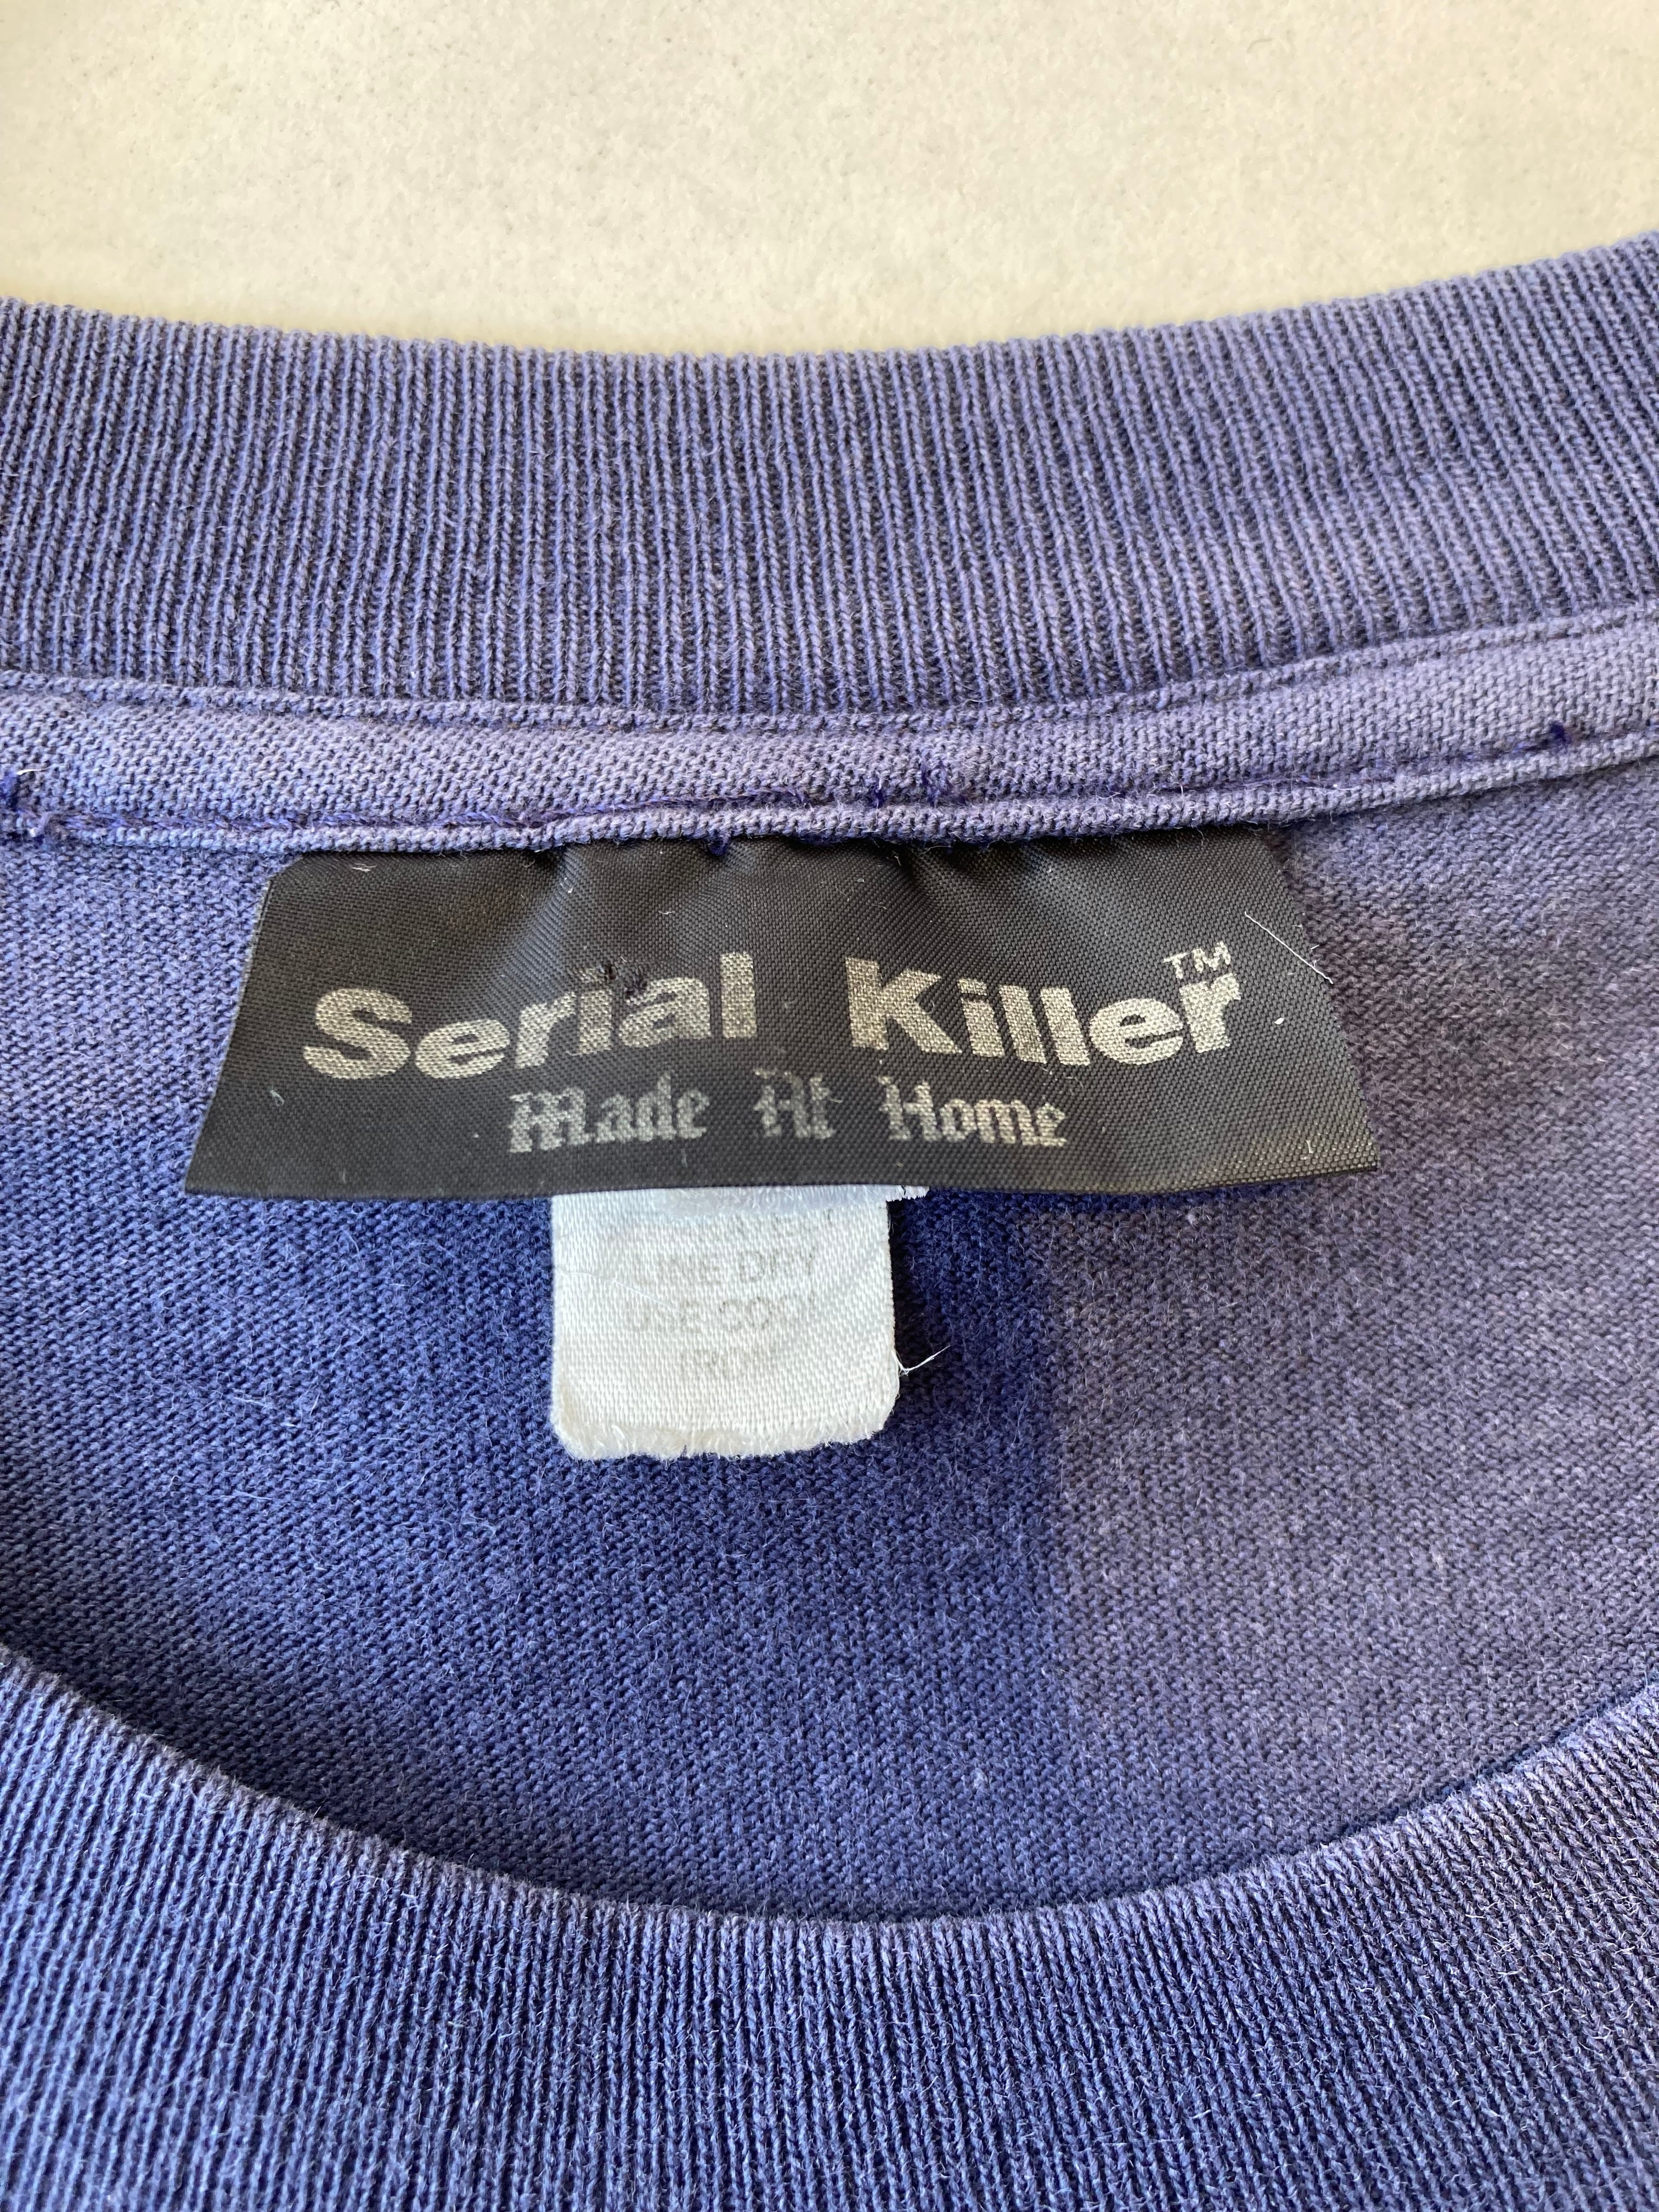 Serial Killer™
Made At Home
LINE DRY
USE COOL
IRON